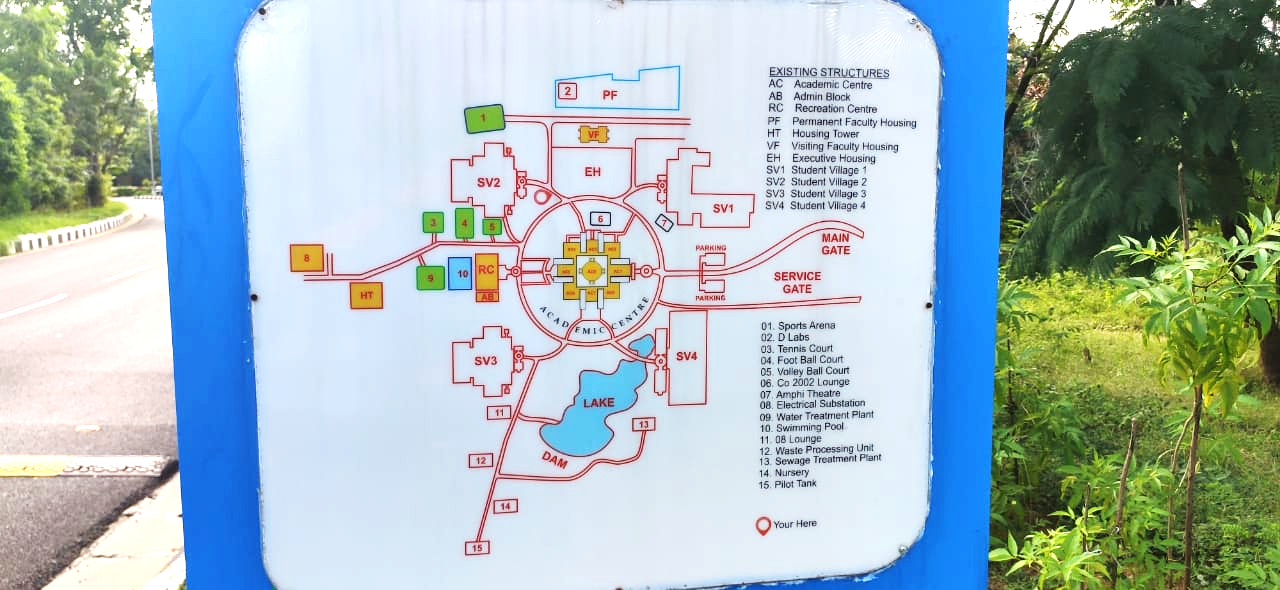 2 PF
1
VF
EH
SV2
SV1
6
7
3 4 5
8
9
10
RC
AB
HT
PARKING
PARKING
MAIN
GATE
SERVICE
GATE
ACADEMIC CENTRE
SV3
SV4
LAKE
DAM
11
12
13
14
15
EXISTING STRUCTURES
AC Academic Centre
AB Admin Block
RC Recreation Centre
PF Permanent Faculty Housing
HT Housing Tower
VF Visiting Faculty Housing
EH Executive Housing
SV1 Student Village 1
SV2 Student Village 2
SV3 Student Village 3
SV4 Student Village 4
01. Sports Arena
02. D Labs
03. Tennis Court
04. Foot Ball Court
05. Volley Ball Court
06. Co 2002 Lounge
07. Amphi Theatre
08. Electrical Substation
09. Water Treatment Plant
10. Swimming Pool
11. 08 Lounge
12. Waste Processing Unit
13. Sewage Treatment Plant
14. Nursery
15. Pilot Tank
Your Here